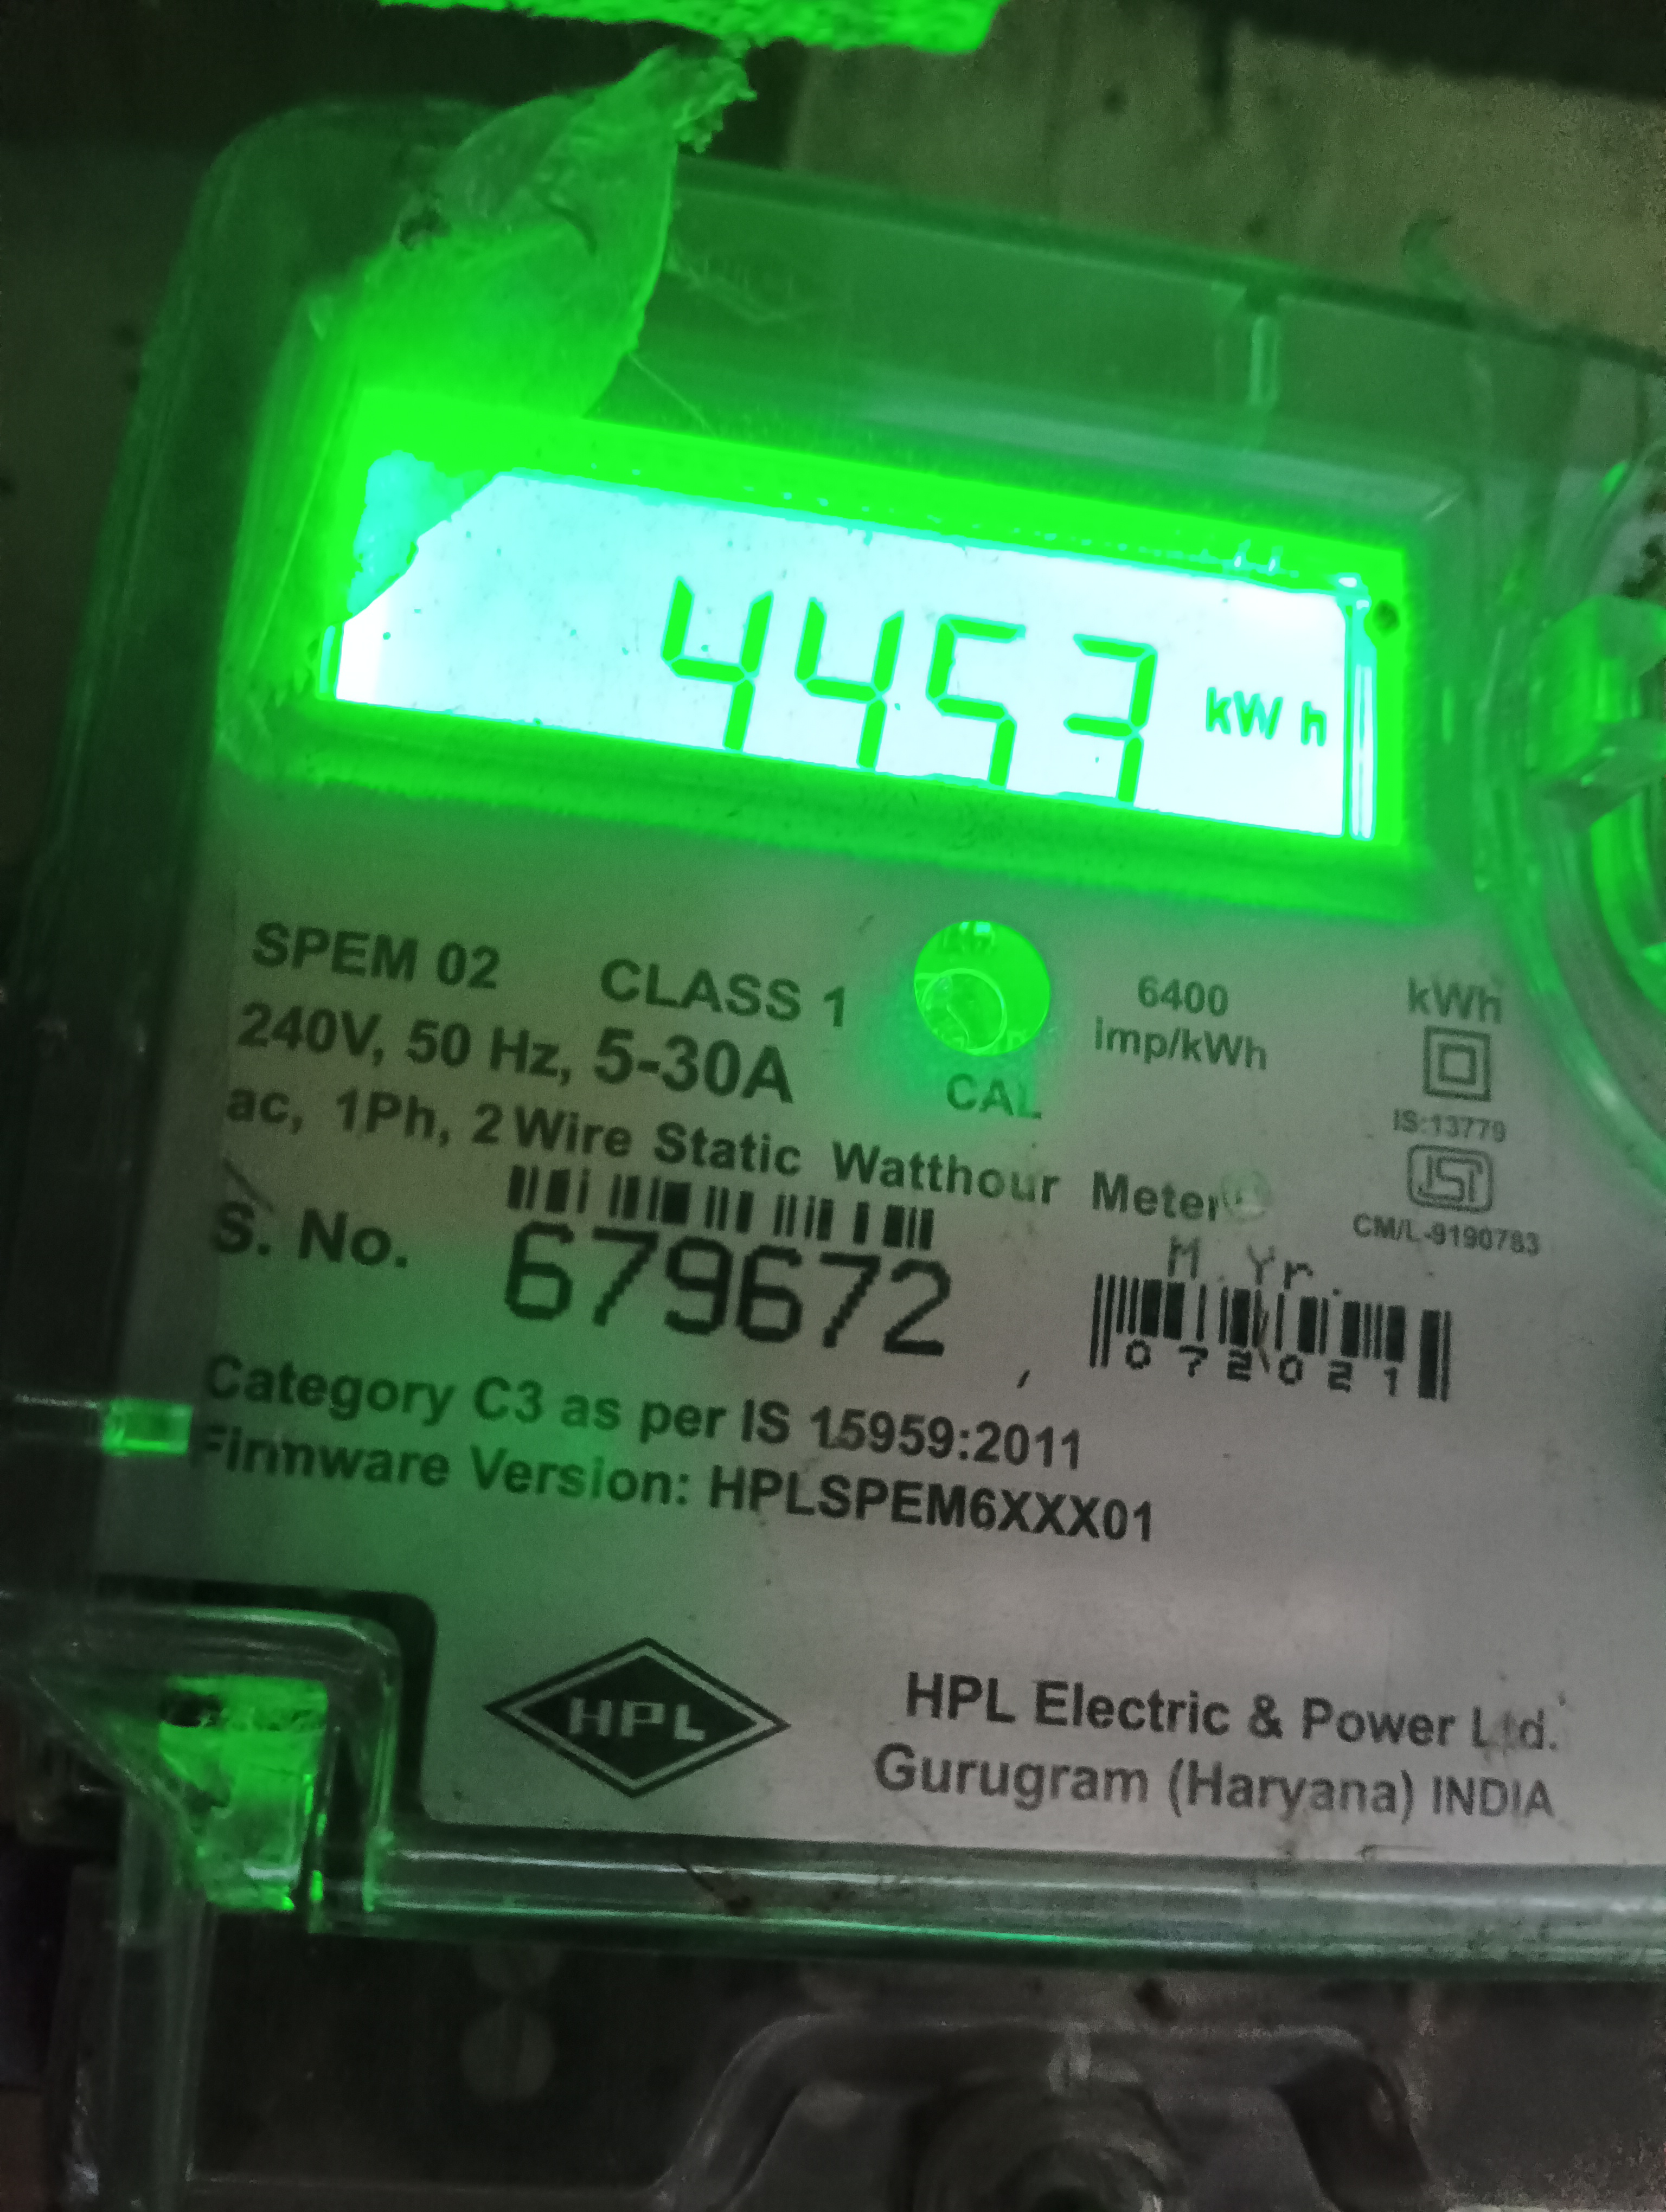 4453 kWh
SPEM 02 CLASS 1
240V, 50 Hz, 5-30A
ac, 1Ph, 2 Wire Static Watthour Meter
CAL
6400
imp/kWh
kWh
IS:13779
ISI
CM/L-9190783
S. No. 679672
M. Yr.
072021
Category C3 as per IS 15959:2011
Firmware Version: HPLSPEM6XXX01
HPL
HPL Electric & Power Ltd.
Gurugram (Haryana) INDIA